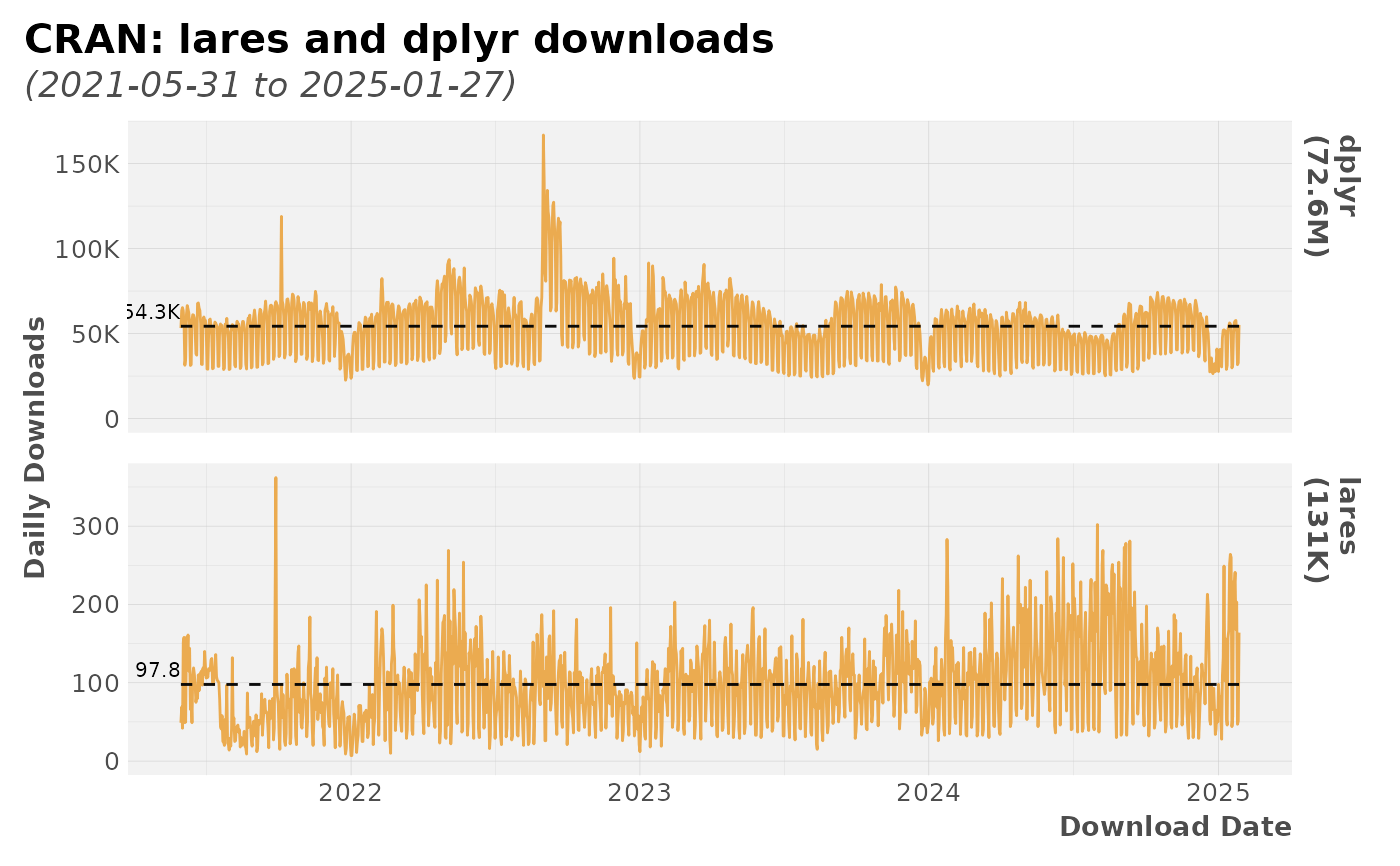 CRAN: lares and dplyr downloads
(2021-05-31 to 2025-01-27)
Dailly Downloads
150K
100K
50K
0
54.3K
dplyr
(72.6M)
300
200
100
0
97.8
lares
(131K)
2022
2023
2024
2025
Download Date